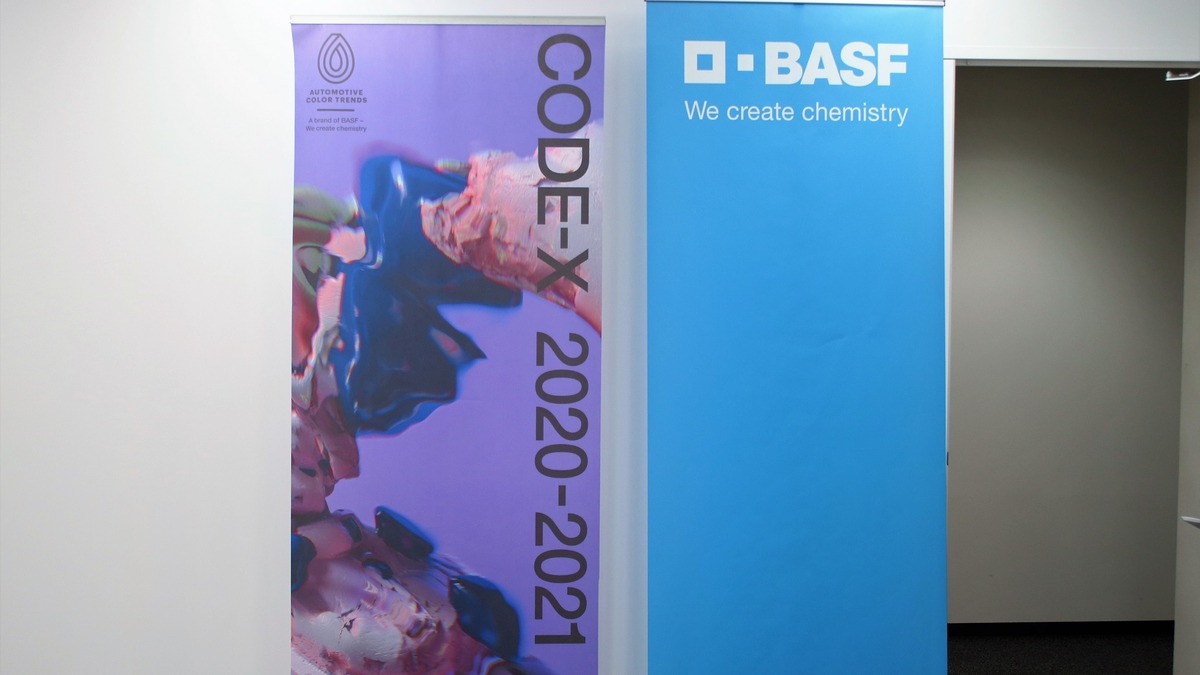 AUTOMOTIVE
COLOR TRENDS
A brand of BASF –
We create chemistry
CODE-X 2020-2021
BASF
We create chemistry